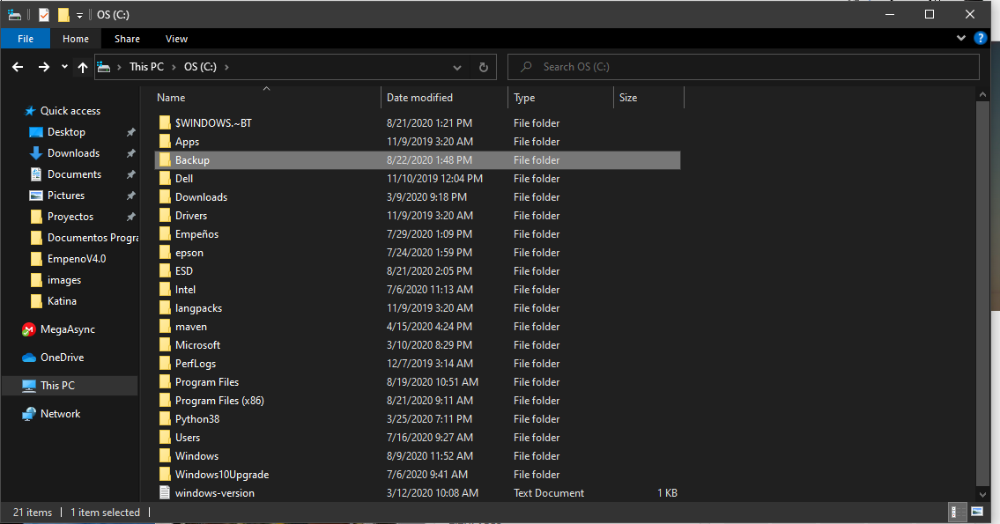 OS (C:)
File Home Share View
This PC OS (C:)
Search OS (C:)
Quick access
Desktop
Downloads
Documents
Pictures
Proyectos
Documentos Progra
EmpenoV4.0
images
Katina
MegaAsync
OneDrive
This PC
Network
Name Date modified Type Size
$WINDOWS.~BT 8/21/2020 1:21 PM File folder
Apps 11/9/2019 3:20 AM File folder
Backup 8/22/2020 1:48 PM File folder
Dell 11/10/2019 12:04 PM File folder
Downloads 3/9/2020 9:18 PM File folder
Drivers 11/9/2019 3:20 AM File folder
Empeños 7/29/2020 1:09 PM File folder
epson 7/24/2020 1:59 PM File folder
ESD 8/21/2020 2:05 PM File folder
Intel 7/6/2020 11:13 AM File folder
langpacks 11/9/2019 3:20 AM File folder
maven 4/15/2020 4:24 PM File folder
Microsoft 3/10/2020 8:29 PM File folder
PerfLogs 12/7/2019 3:14 AM File folder
Program Files 8/19/2020 10:51 AM File folder
Program Files (x86) 8/21/2020 9:11 AM File folder
Python38 3/25/2020 7:11 PM File folder
Users 7/16/2020 9:27 AM File folder
Windows 8/9/2020 11:52 AM File folder
Windows10Upgrade 7/6/2020 9:41 AM File folder
windows-version 3/12/2020 10:08 AM Text Document 1 KB
21 items 1 item selected